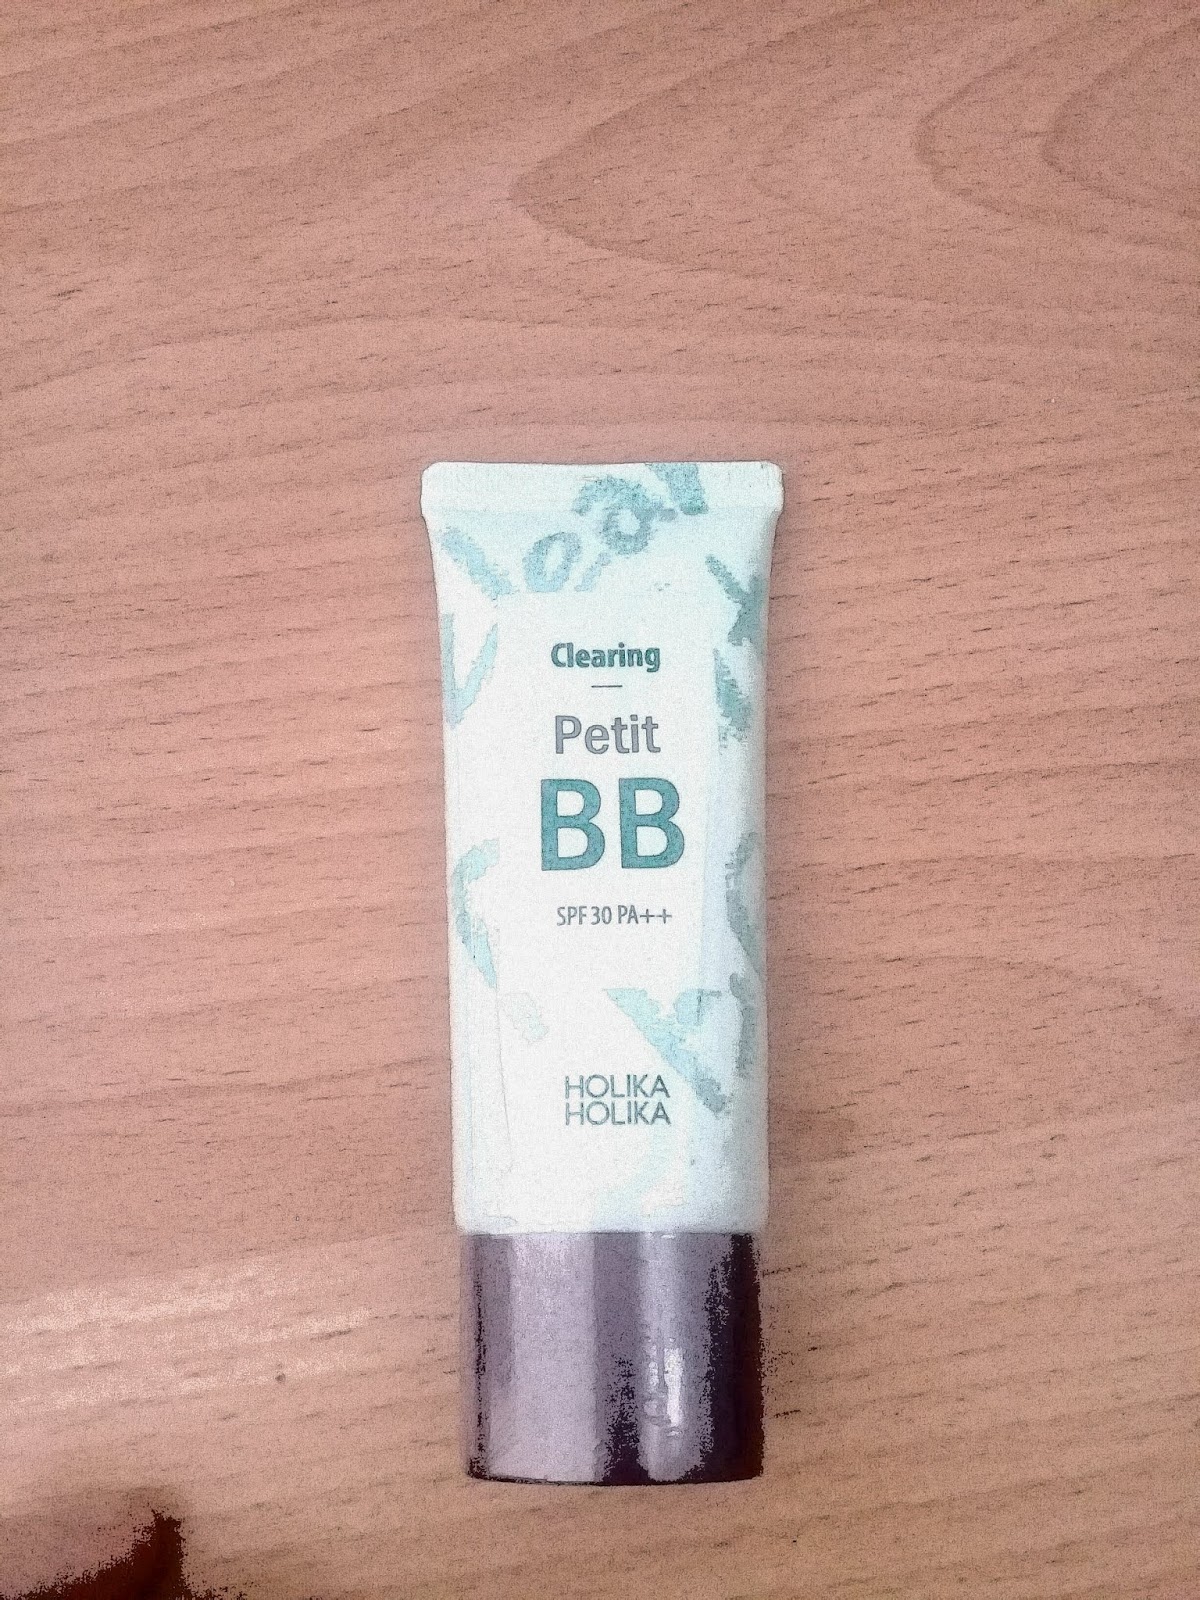 Clearing
Petit
BB
SPF 30 PA++
HOLIKA
HOLIKA